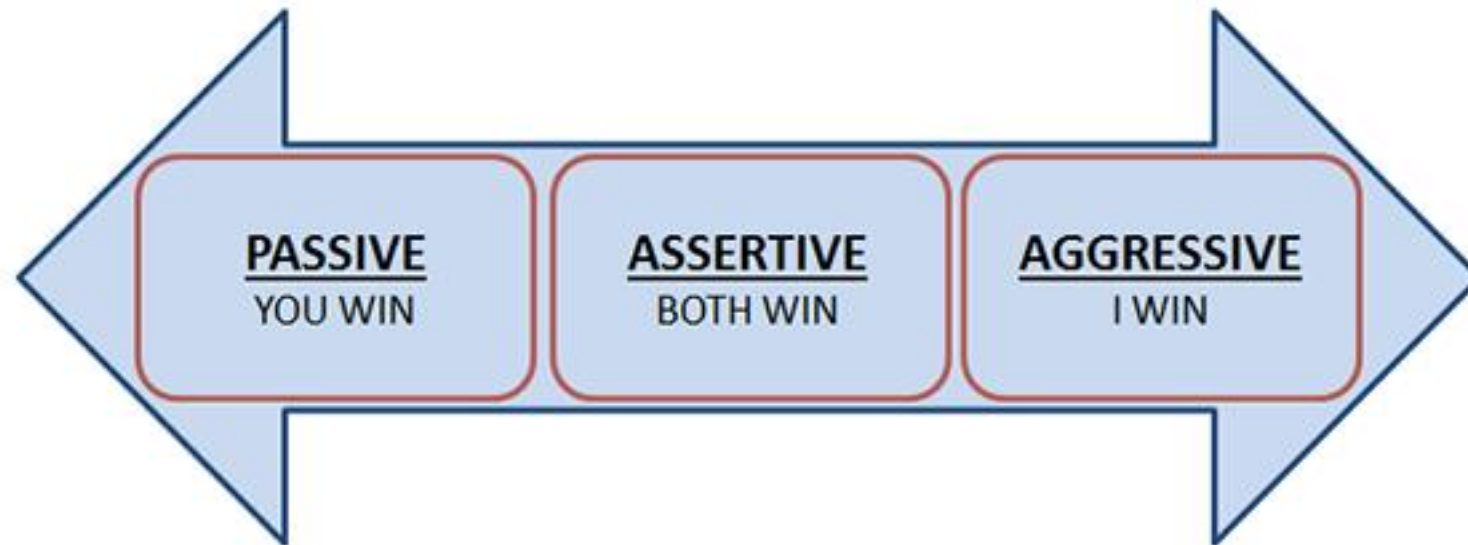 PASSIVE
YOU WIN
ASSERTIVE
BOTH WIN
AGGRESSIVE
I WIN